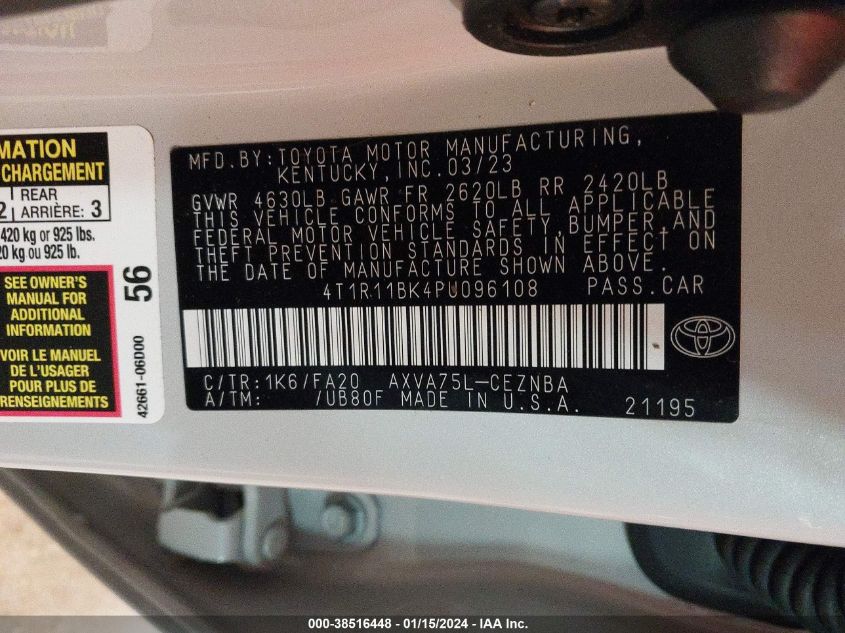 MATION
CHARGEMENT
REAR
2 ARRIÈRE: 3
420 kg or 925 lbs.
20 kg ou 925 lb.
SEE OWNER'S
MANUAL FOR
ADDITIONAL
INFORMATION
VOIR LE MANUEL
DE L'USAGER
POUR PLUS DE
RENSEIGNEMENTS
56
42661-06D00
MFD.BY:TOYOTA MOTOR MANUFACTURING,
KENTUCKY,INC.03/23
GVWR 4630LB GAWR FR 2620LB RR 2420LB
THIS VEHICLE CONFORMS TO ALL APPLICABLE
FEDERAL MOTOR VEHICLE SAFETY,BUMPER,AND
THEFT PREVENTION STANDARDS IN EFFECT ON
THE DATE OF MANUFACTURE SHOWN ABOVE.
4T1R11BK4PU096108 PASS.CAR
C/TR:1K6/FA20 AXVA75L-CEZNBA
A/TM: /UB80F MADE IN U.S.A. 21195
000-38516448 - 01/15/2024 - IAA Inc.